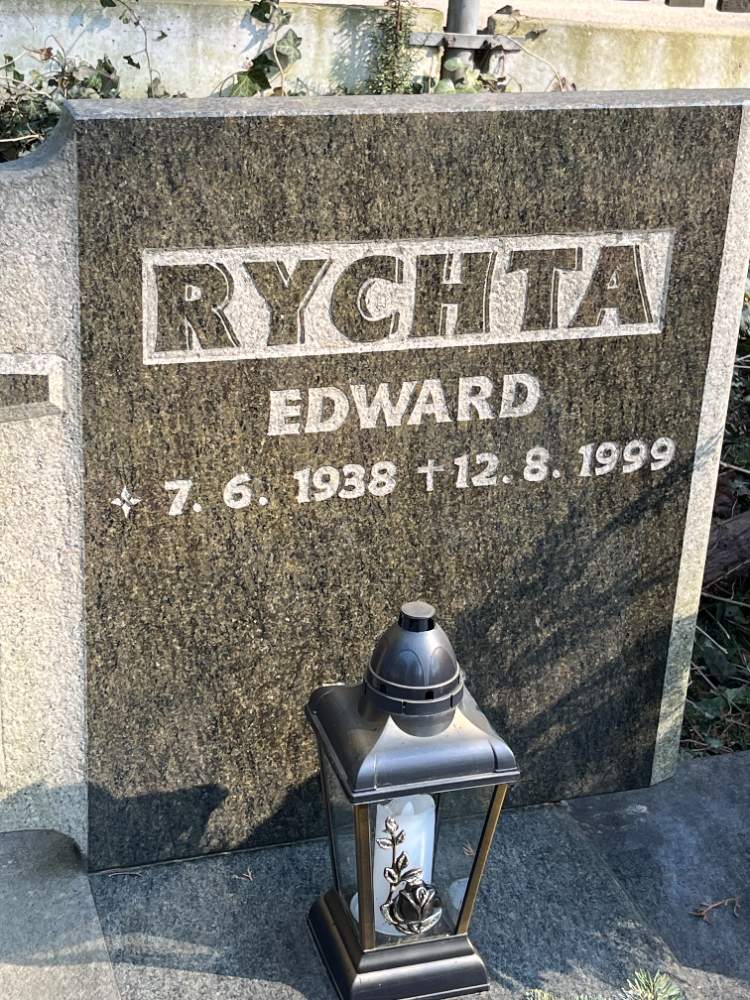 RYCHTA
EDWARD
7. 6. 1938 †12. 8. 1999